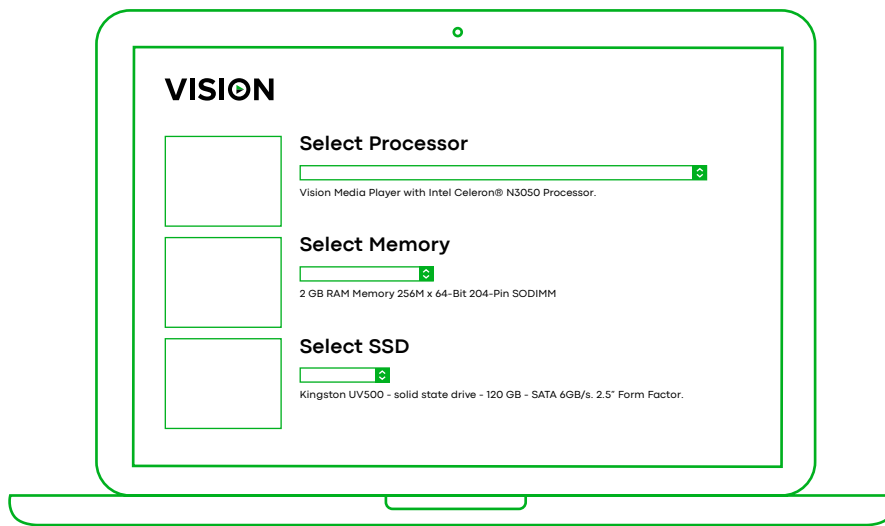 VISION
Select Processor
Vision Media Player with Intel Celeron® N3050 Processor.
Select Memory
2 GB RAM Memory 256M x 64-Bit 204-Pin SODIMM
Select SSD
Kingston UV500 - solid state drive - 120 GB - SATA 6GB/s. 2.5” Form Factor.